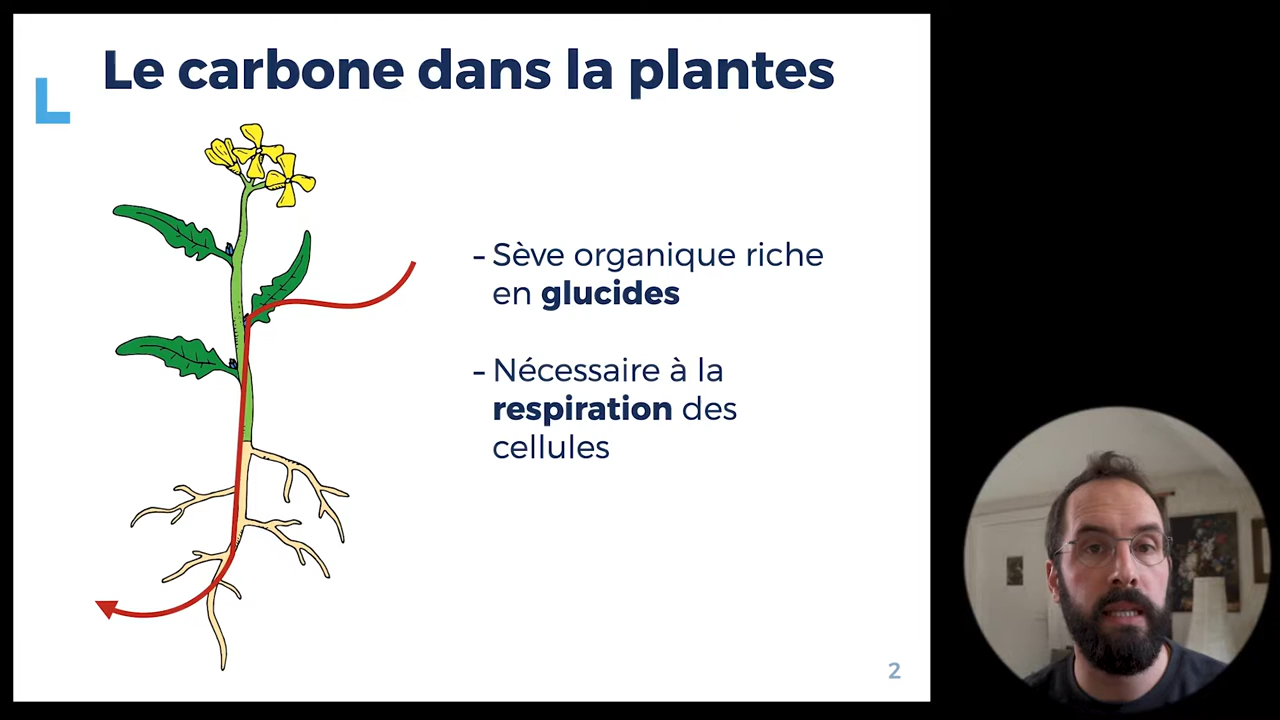 Le carbone dans la plantes
- Sève organique riche
en glucides
- Nécessaire à la
respiration des
cellules
2